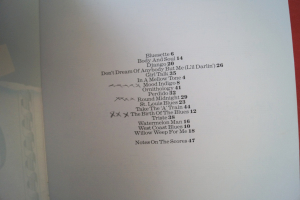 Bluesette 6
Body And Soul 14
Django 20
Don't Dream Of Anybody But Me (Li'l Darlin') 26
Girl Talk 35
In A Mellow Tone 4
Mood Indigo 8
Ornithology 41
Perdido 32
Round Midnight 29
St. Louis Blues 23
Take The 'A' Train 44
The Birth Of The Blues 12
Triste 38
Watermelon Man 16
West Coast Blues 10
Willow Weep For Me 18
Notes On The Scores 47